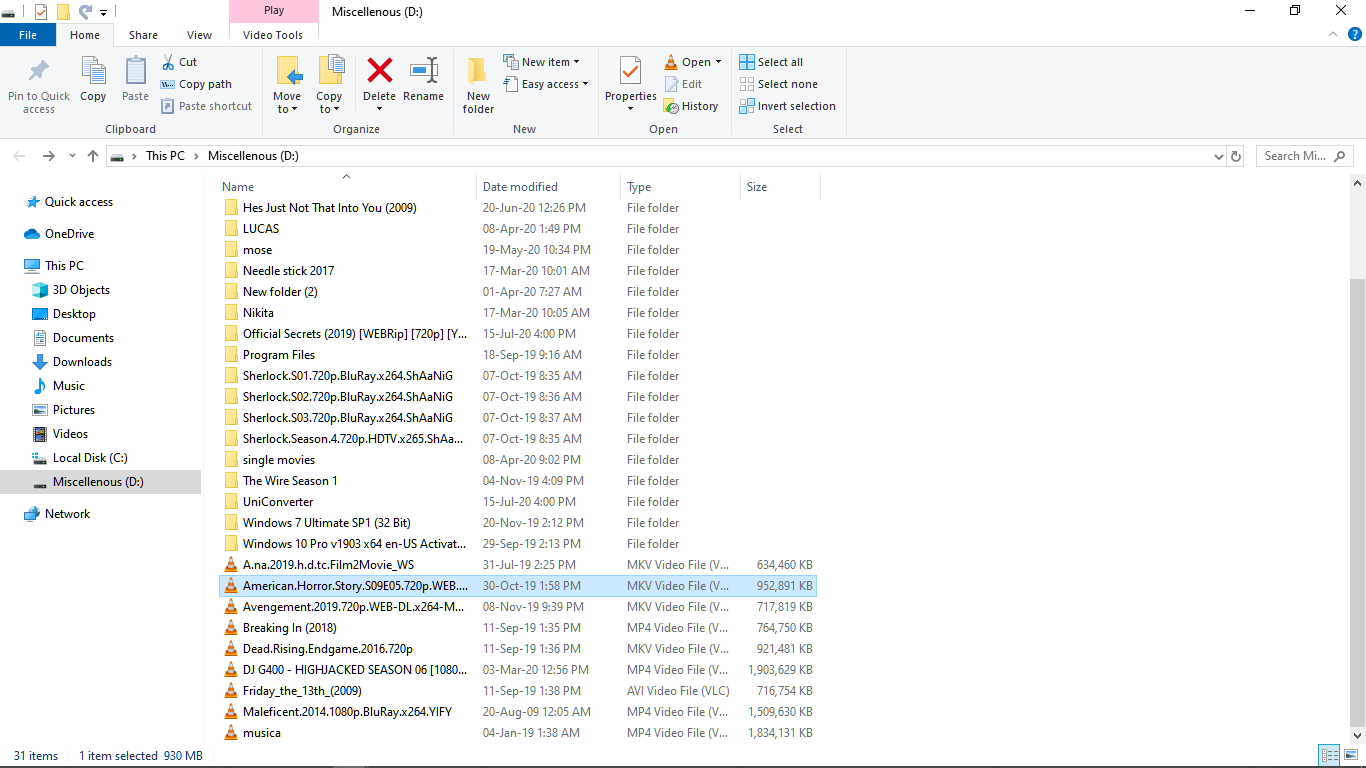 Play
Miscellenous (D:)
File Home Share View Video Tools
Pin to Quick access
Copy
Paste
Cut
Copy path
Paste shortcut
Clipboard
Move to
Copy to
Delete
Rename
Organize
New folder
New item
Easy access
New
Properties
Open
Edit
History
Open
Select all
Select none
Invert selection
Select
This PC > Miscellenous (D:)
Search Mi...
Quick access
OneDrive
This PC
3D Objects
Desktop
Documents
Downloads
Music
Pictures
Videos
Local Disk (C:)
Miscellenous (D:)
Network
Name Date modified Type Size
Hes Just Not That Into You (2009) 20-Jun-20 12:26 PM File folder
LUCAS 08-Apr-20 1:49 PM File folder
mose 19-May-20 10:34 PM File folder
Needle stick 2017 17-Mar-20 10:01 AM File folder
New folder (2) 01-Apr-20 7:27 AM File folder
Nikita 17-Mar-20 10:05 AM File folder
Official Secrets (2019) [WEBRip] [720p] [Y... 15-Jul-20 4:00 PM File folder
Program Files 18-Sep-19 9:16 AM File folder
Sherlock.S01.720p.BluRay.x264.ShAaNiG 07-Oct-19 8:35 AM File folder
Sherlock.S02.720p.BluRay.x264.ShAaNiG 07-Oct-19 8:36 AM File folder
Sherlock.S03.720p.BluRay.x264.ShAaNiG 07-Oct-19 8:37 AM File folder
Sherlock.Season.4.720p.HDTV.x265.ShAa... 07-Oct-19 8:35 AM File folder
single movies 08-Apr-20 9:02 PM File folder
The Wire Season 1 04-Nov-19 4:09 PM File folder
UniConverter 15-Jul-20 4:00 PM File folder
Windows 7 Ultimate SP1 (32 Bit) 20-Nov-19 2:12 PM File folder
Windows 10 Pro v1903 x64 en-US Activat... 29-Sep-19 2:13 PM File folder
A.na.2019.h.d.tc.Film2Movie_WS 31-Jul-19 2:25 PM MKV Video File (V... 634,460 KB
American.Horror.Story.S09E05.720p.WEB.... 30-Oct-19 1:58 PM MKV Video File (V... 952,891 KB
Avengement.2019.720p.WEB-DL.x264-M... 08-Nov-19 9:39 PM MKV Video File (V... 717,819 KB
Breaking In (2018) 11-Sep-19 1:35 PM MP4 Video File (V... 764,750 KB
Dead.Rising.Endgame.2016.720p 11-Sep-19 1:36 PM MKV Video File (V... 921,481 KB
DJ G400 - HIGHJACKED SEASON 06 [1080... 03-Mar-20 12:56 PM MP4 Video File (V... 1,903,629 KB
Friday_the_13th_(2009) 11-Sep-19 1:38 PM AVI Video File (VLC) 716,754 KB
Maleficent.2014.1080p.BluRay.x264.YIFY 20-Aug-09 12:05 AM MP4 Video File (V... 1,509,630 KB
musica 04-Jan-19 1:38 AM MP4 Video File (V... 1,834,131 KB
31 items 1 item selected 930 MB